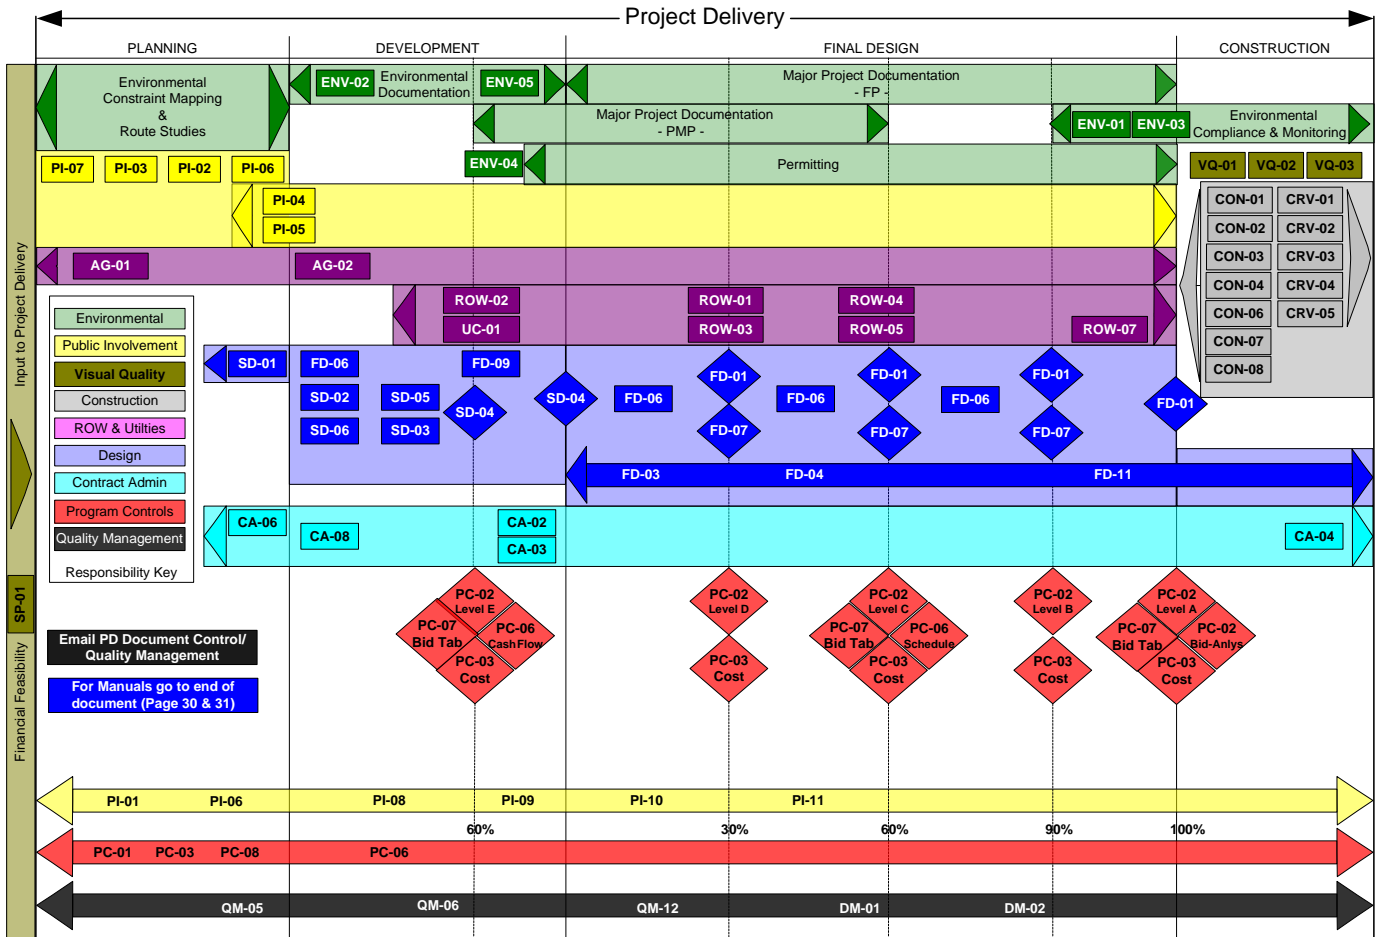 Project Delivery
PLANNING
DEVELOPMENT
FINAL DESIGN
CONSTRUCTION
Input to Project Delivery
SP-01
Financial Feasibility
Environmental
Constraint Mapping
&
Route Studies
ENV-02
Environmental
Documentation
ENV-05
Major Project Documentation
- FP -
Major Project Documentation
- PMP -
ENV-01
ENV-03
Environmental
Compliance & Monitoring
ENV-04
Permitting
PI-07
PI-03
PI-02
PI-06
VQ-01
VQ-02
VQ-03
PI-04
PI-05
CON-01
CRV-01
CON-02
CRV-02
CON-03
CRV-03
CON-04
CRV-04
CON-06
CRV-05
CON-07
CON-08
AG-01
AG-02
ROW-02
ROW-01
ROW-04
UC-01
ROW-03
ROW-05
ROW-07
Environmental
Public Involvement
Visual Quality
Construction
ROW & Utilties
Design
Contract Admin
Program Controls
Quality Management
Responsibility Key
SD-01
FD-06
FD-09
SD-02
SD-05
SD-04
SD-04
SD-06
SD-03
FD-06
FD-01
FD-07
FD-06
FD-01
FD-07
FD-06
FD-01
FD-07
FD-01
FD-03
FD-04
FD-11
CA-06
CA-08
CA-02
CA-03
CA-04
Email PD Document Control/
Quality Management
For Manuals go to end of
document (Page 30 & 31)
PC-02
Level E
PC-07
Bid Tab
PC-06
CashFlow
PC-03
Cost
PC-02
Level D
PC-03
Cost
PC-02
Level C
PC-07
Bid Tab
PC-06
Schedule
PC-03
Cost
PC-02
Level B
PC-03
Cost
PC-02
Level A
PC-07
Bid Tab
PC-02
Bid-Anlys
PC-03
Cost
PI-01
PI-06
PI-08
PI-09
PI-10
PI-11
60%
30%
60%
90%
100%
PC-01
PC-03
PC-08
PC-06
QM-05
QM-06
QM-12
DM-01
DM-02